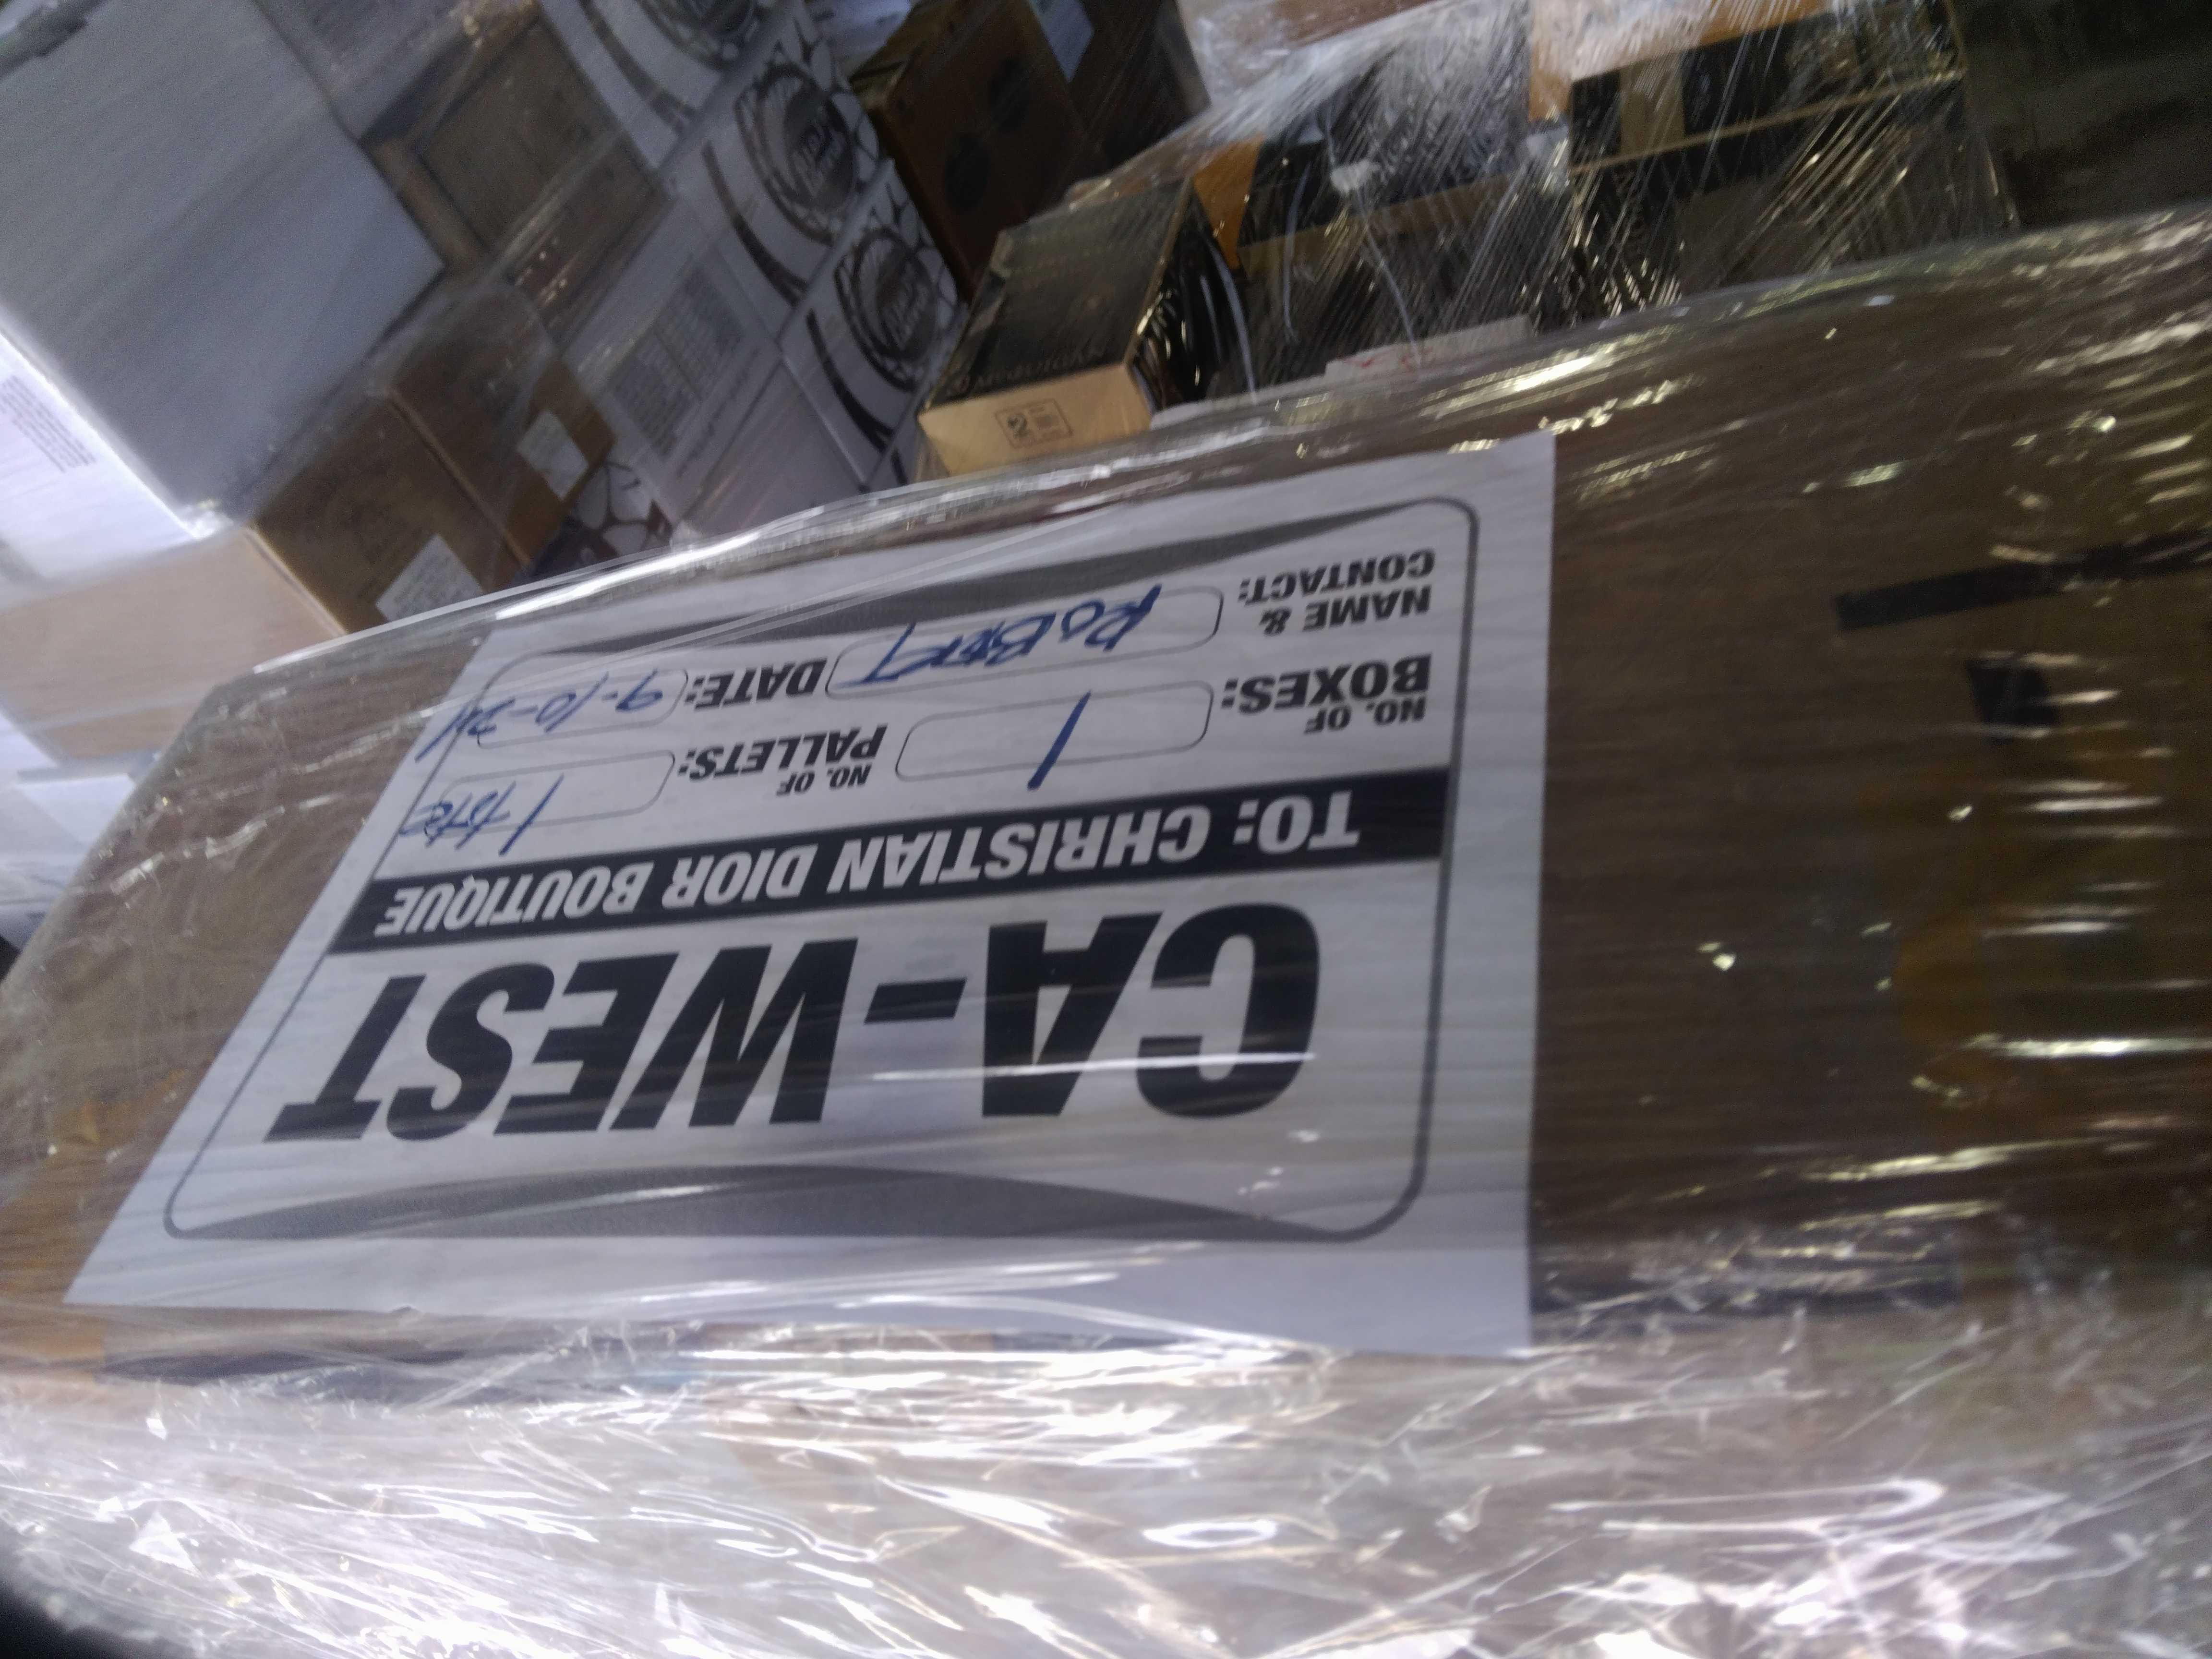 CA-WEST
TO: CHRISTIAN DIOR BOUTIQUE
NO. OF BOXES: 1 NO. OF PALLETS: 1 tote
NAME & CONTACT: ROBERT DATE: 9-10-24